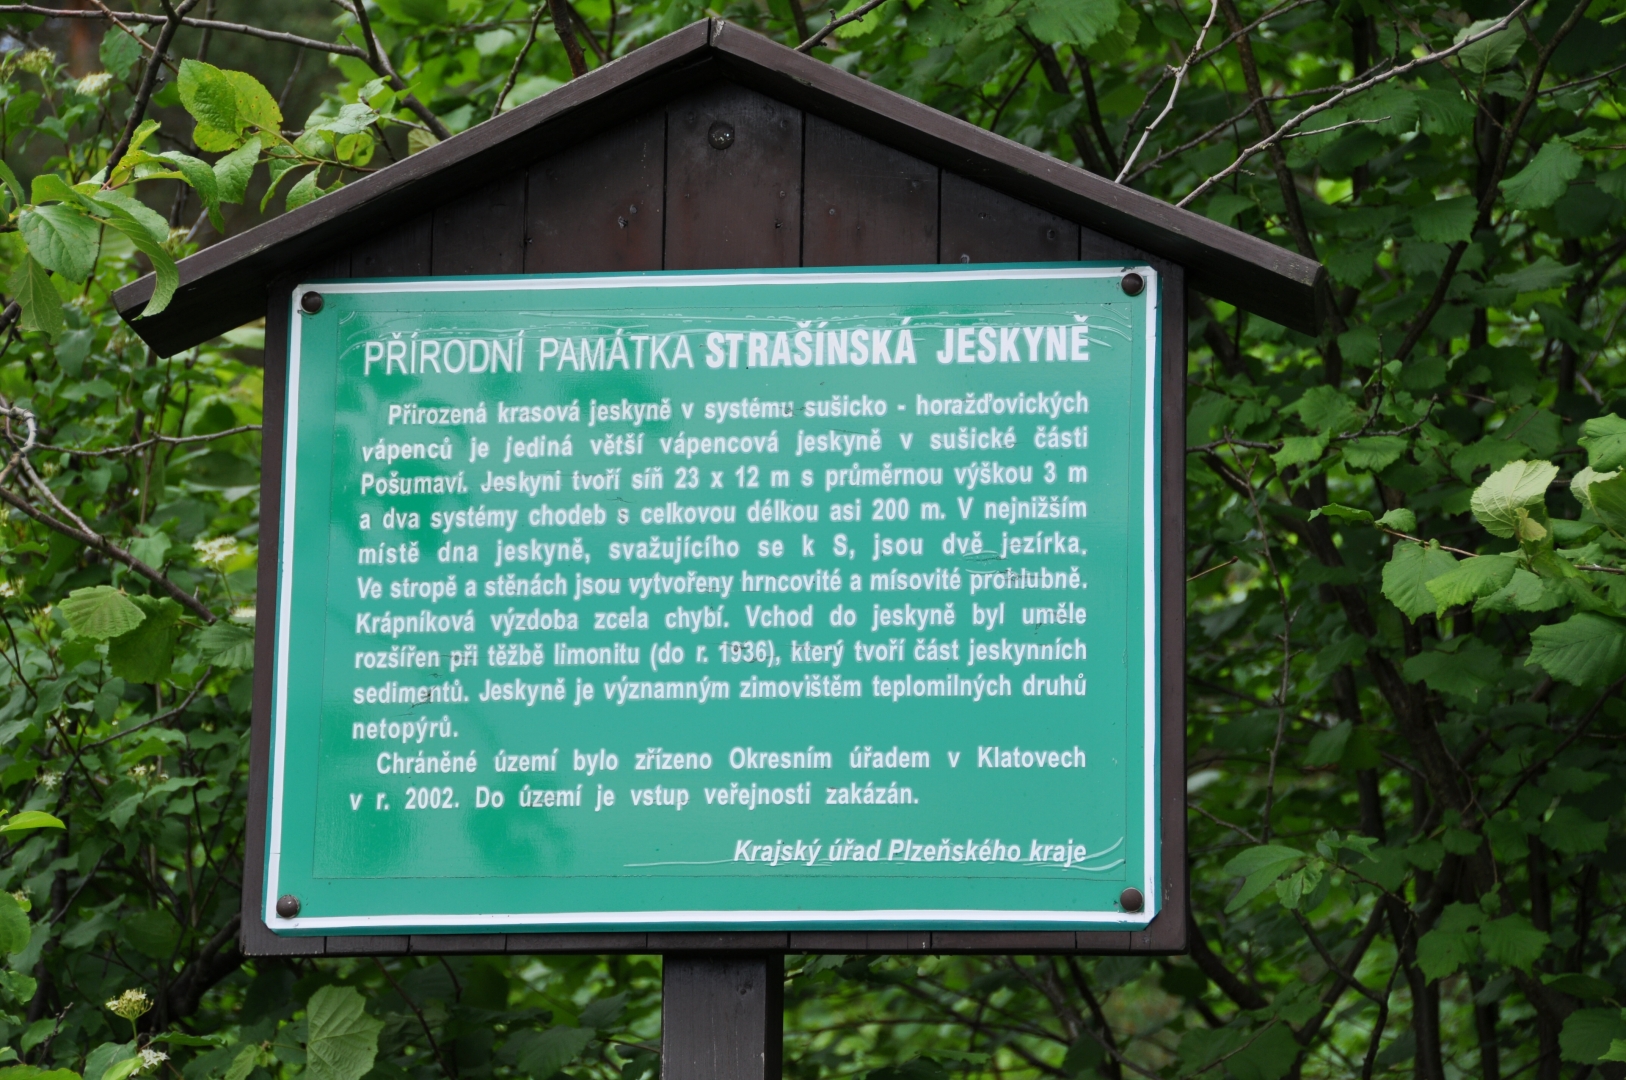 PŘÍRODNÍ PAMÁTKA STRAŠÍNSKÁ JESKYNĚ
Přirozená krasová jeskyně v systému sušicko - horažďovických
vápenců je jediná větší vápencová jeskyně v sušické části
Pošumaví. Jeskyni tvoří síň 23 x 12 m s průměrnou výškou 3 m
a dva systémy chodeb s celkovou délkou asi 200 m. V nejnižším
místě dna jeskyně, svažujícího se k S, jsou dvě jezírka.
Ve stropě a stěnách jsou vytvořeny hrncovité a mísovité prohlubně.
Krápníková výzdoba zcela chybí. Vchod do jeskyně byl uměle
rozšířen při těžbě limonitu (do r. 1936), který tvoří část jeskynních
sedimentů. Jeskyně je významným zimovištěm teplomilných druhů
netopýrů.
Chráněné území bylo zřízeno Okresním úřadem v Klatovech
v r. 2002. Do území je vstup veřejnosti zakázán.
Krajský úřad Plzeňského kraje